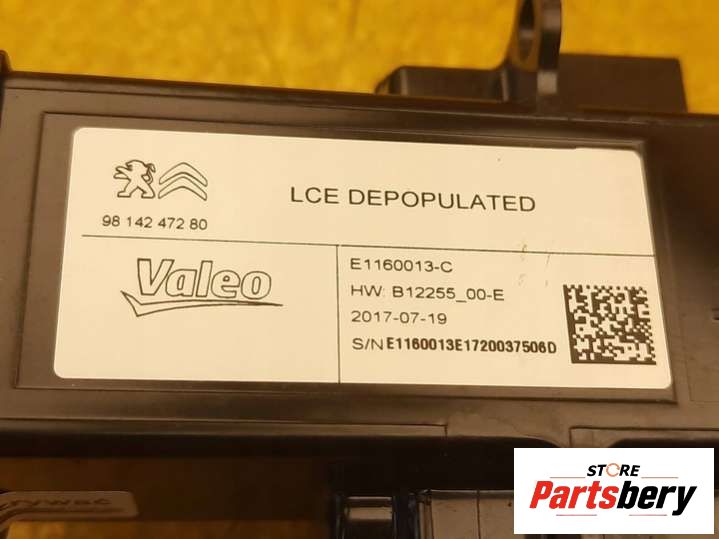 LCE DEPOPULATED
98 142 472 80
Valeo
E1160013-C
HW: B12255_00-E
2017-07-19
S/N E1160013E1720037506D
STORE
Partsbery